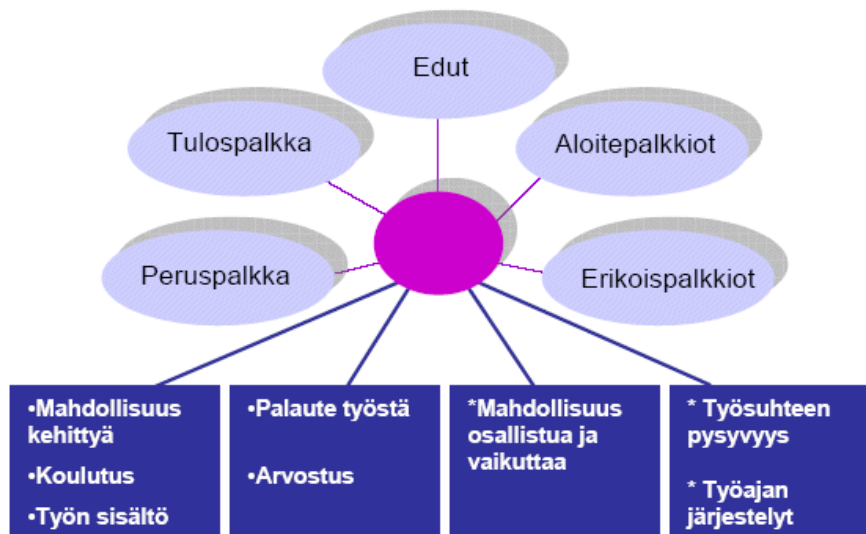 Edut
Tulospalkka
Aloitepalkkiot
Peruspalkka
Erikoispalkkiot
•Mahdollisuus
kehittyä
•Koulutus
•Työn sisältö
•Palaute työstä
•Arvostus
*Mahdollisuus
osallistua ja
vaikuttaa
* Työsuhteen
pysyvyys
* Työajan
järjestelyt